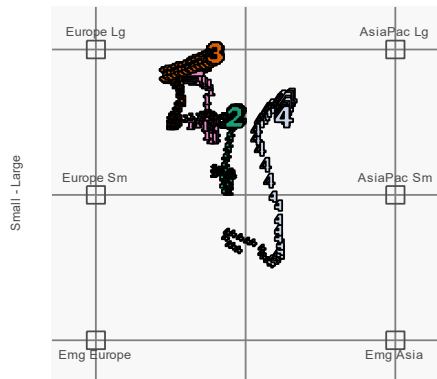 Europe Lg
AsiaPac Lg
3
2
4
Europe Sm
AsiaPac Sm
Small - Large
Emg Europe
Emg Asia